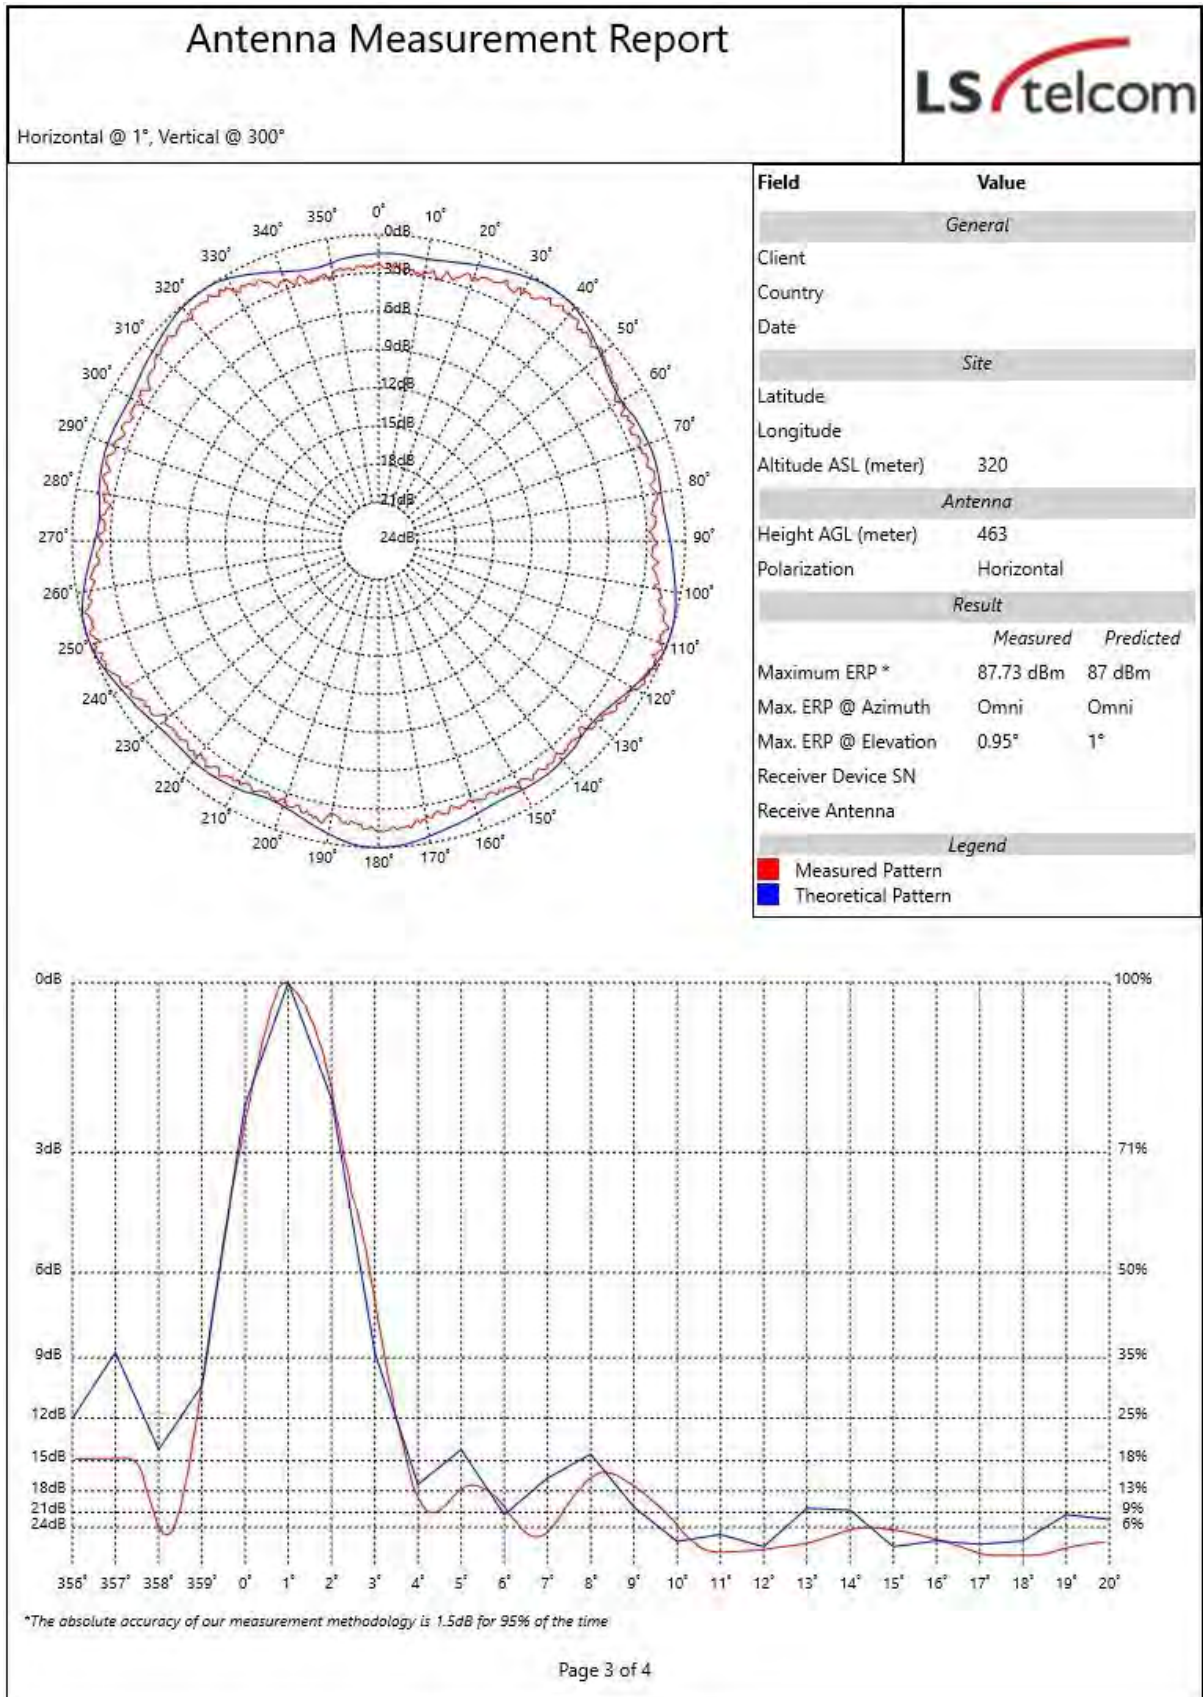 Antenna Measurement Report
LS telcom
Horizontal @ 1°, Vertical @ 300°
Field Value
General
Client
Country
Date
Site
Latitude
Longitude
Altitude ASL (meter) 320
Antenna
Height AGL (meter) 463
Polarization Horizontal
Result
Measured Predicted
Maximum ERP * 87.73 dBm 87 dBm
Max. ERP @ Azimuth Omni Omni
Max. ERP @ Elevation 0.95° 1°
Receiver Device SN
Receive Antenna
Legend
Measured Pattern
Theoretical Pattern
0° 10° 20° 30° 40° 50° 60° 70° 80° 90° 100° 110° 120° 130° 140° 150° 160° 170° 180° 190° 200° 210° 220° 230° 240° 250° 260° 270° 280° 290° 300° 310° 320° 330° 340° 350°
0dB
3dB
6dB
9dB
12dB
15dB
18dB
21dB
24dB
0dB 100%
3dB 71%
6dB 50%
9dB 35%
12dB 25%
15dB 18%
18dB 13%
21dB 9%
24dB 6%
356° 357° 358° 359° 0° 1° 2° 3° 4° 5° 6° 7° 8° 9° 10° 11° 12° 13° 14° 15° 16° 17° 18° 19° 20°
*The absolute accuracy of our measurement methodology is 1.5dB for 95% of the time
Page 3 of 4